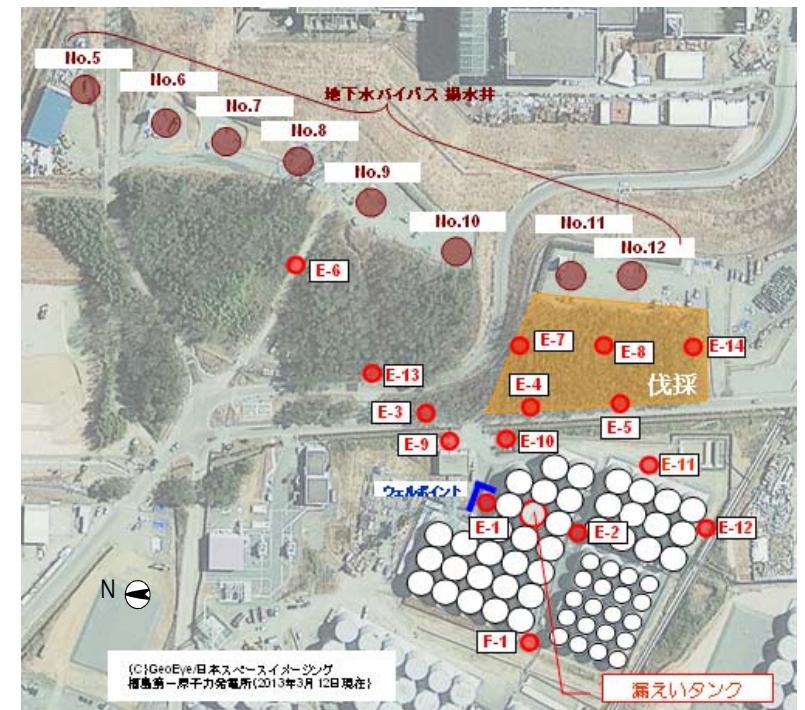 No.5
No.6
No.7
No.8
No.9
No.10
No.11
No.12
地下水バイパス 揚水井
E-6
E-7
E-8
E-14
E-13
E-4
伐採
E-3
E-5
E-9
E-10
E-11
ウェルポイント
E-1
E-2
E-12
N
F-1
(C)GeoEye/日本スペースイメージング
福島第一原子力発電所(2013年3月12日現在)
漏えいタンク